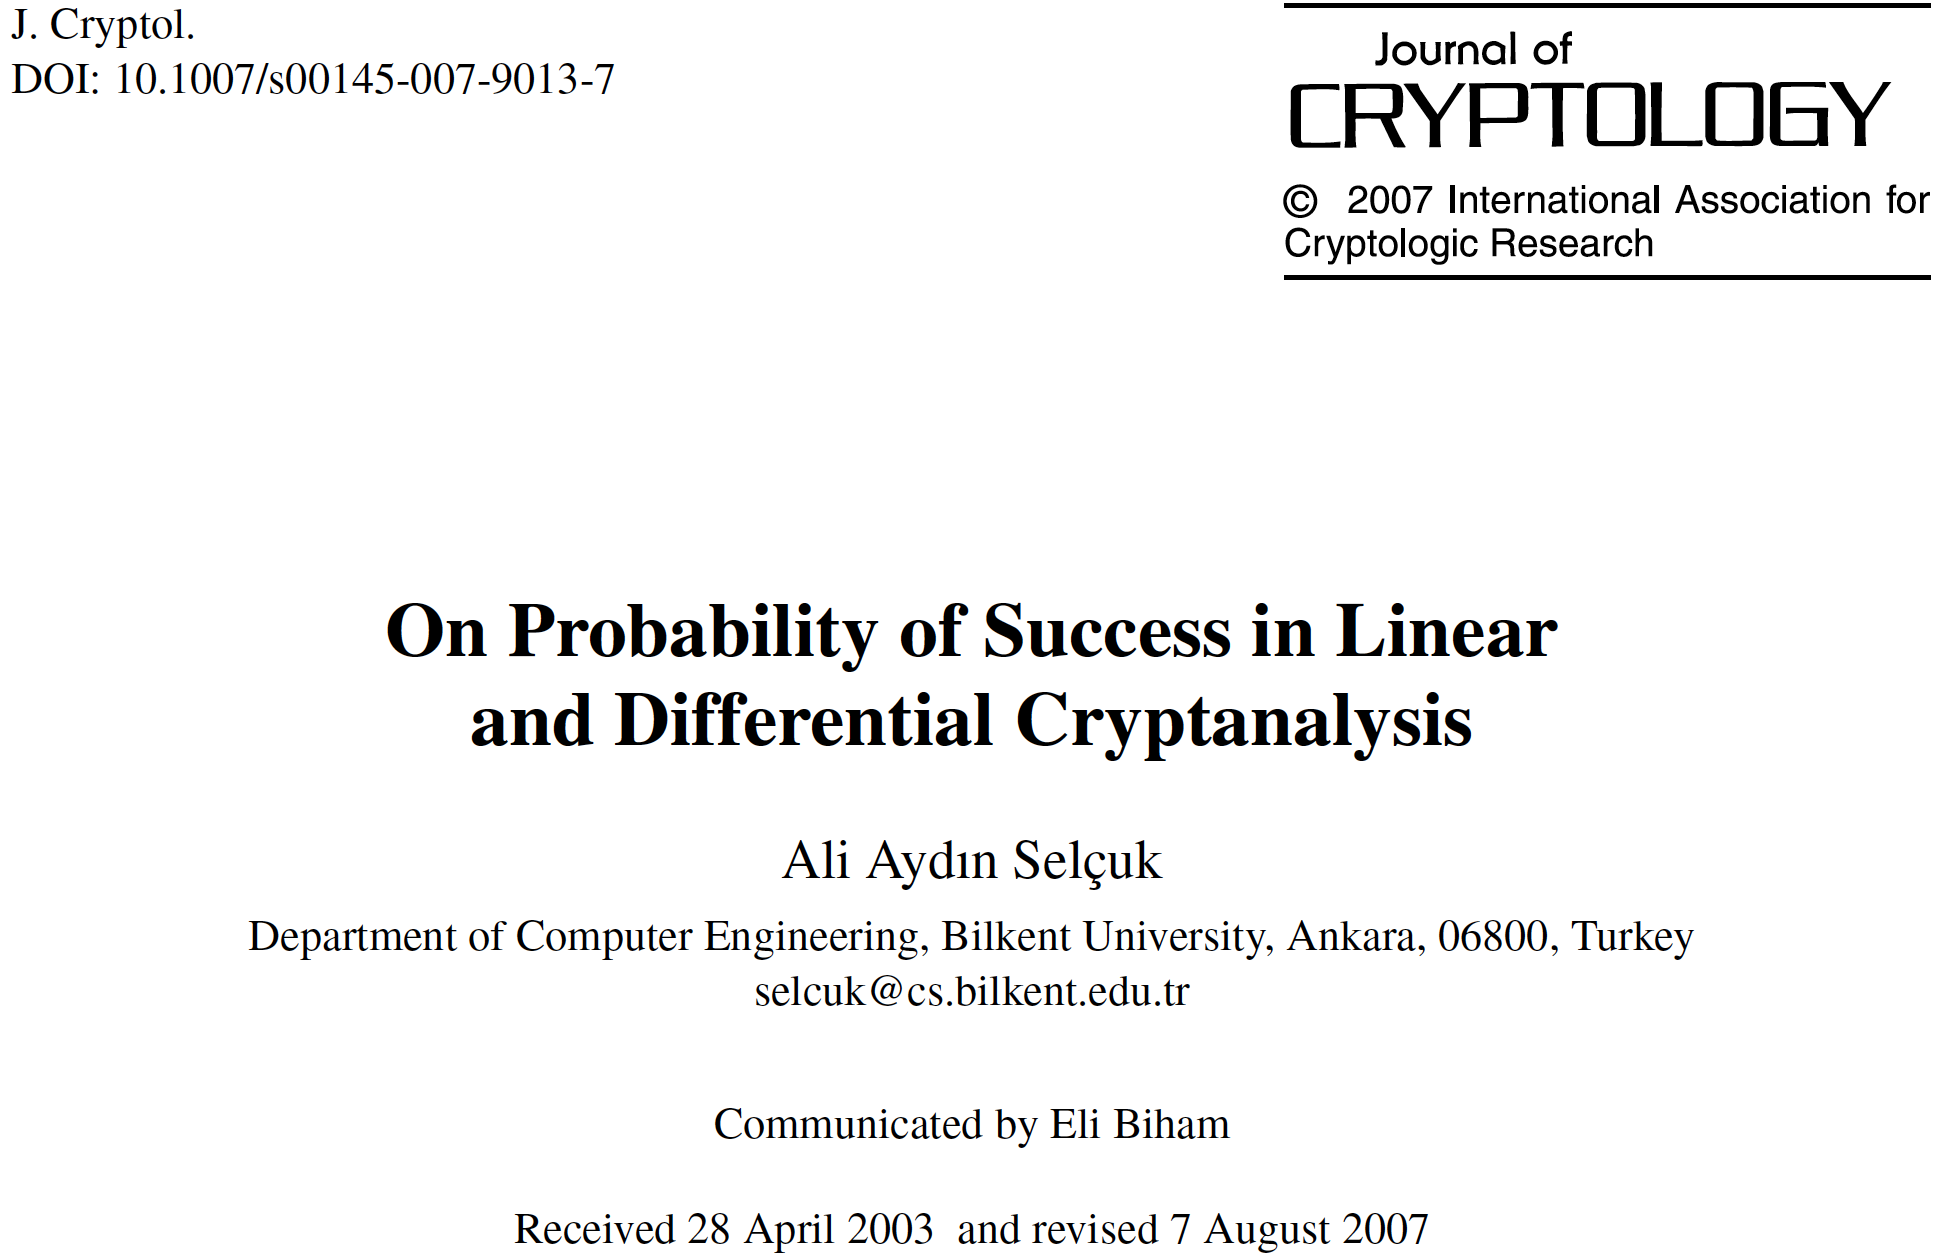 J. Cryptol.
DOI: 10.1007/s00145-007-9013-7
Journal of
CRYPTOLOGY
© 2007 International Association for
Cryptologic Research
On Probability of Success in Linear
and Differential Cryptanalysis
Ali Aydın Selçuk
Department of Computer Engineering, Bilkent University, Ankara, 06800, Turkey
selcuk@cs.bilkent.edu.tr
Communicated by Eli Biham
Received 28 April 2003 and revised 7 August 2007